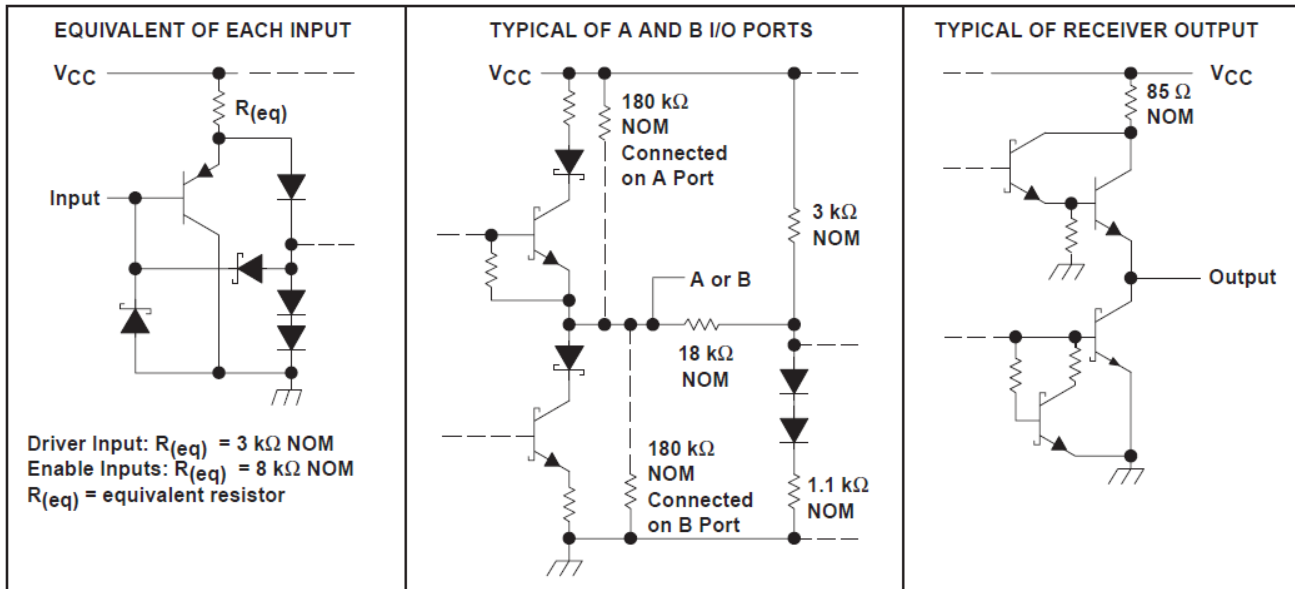 EQUIVALENT OF EACH INPUT
VCC
R(eq)
Input
Driver Input: R(eq) = 3 kΩ NOM
Enable Inputs: R(eq) = 8 kΩ NOM
R(eq) = equivalent resistor
TYPICAL OF A AND B I/O PORTS
VCC
180 kΩ
NOM
Connected
on A Port
3 kΩ
NOM
A or B
18 kΩ
NOM
180 kΩ
NOM
Connected
on B Port
1.1 kΩ
NOM
TYPICAL OF RECEIVER OUTPUT
VCC
85 Ω
NOM
Output